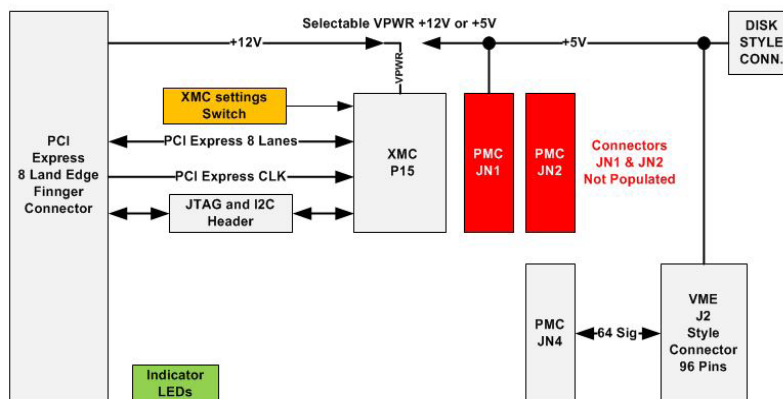 Selectable VPWR +12V or +5V
+12V
+5V
DISK
STYLE
CONN.
VPWR
XMC settings
Switch
PCI
Express
8 Land Edge
Finnger
Connector
PCI Express 8 Lanes
XMC
P15
PMC
JN1
PMC
JN2
Connectors
JN1 & JN2
Not Populated
PCI Express CLK
JTAG and I2C
Header
PMC
JN4
64 Sig
VME
J2
Style
Connector
96 Pins
Indicator
LEDs